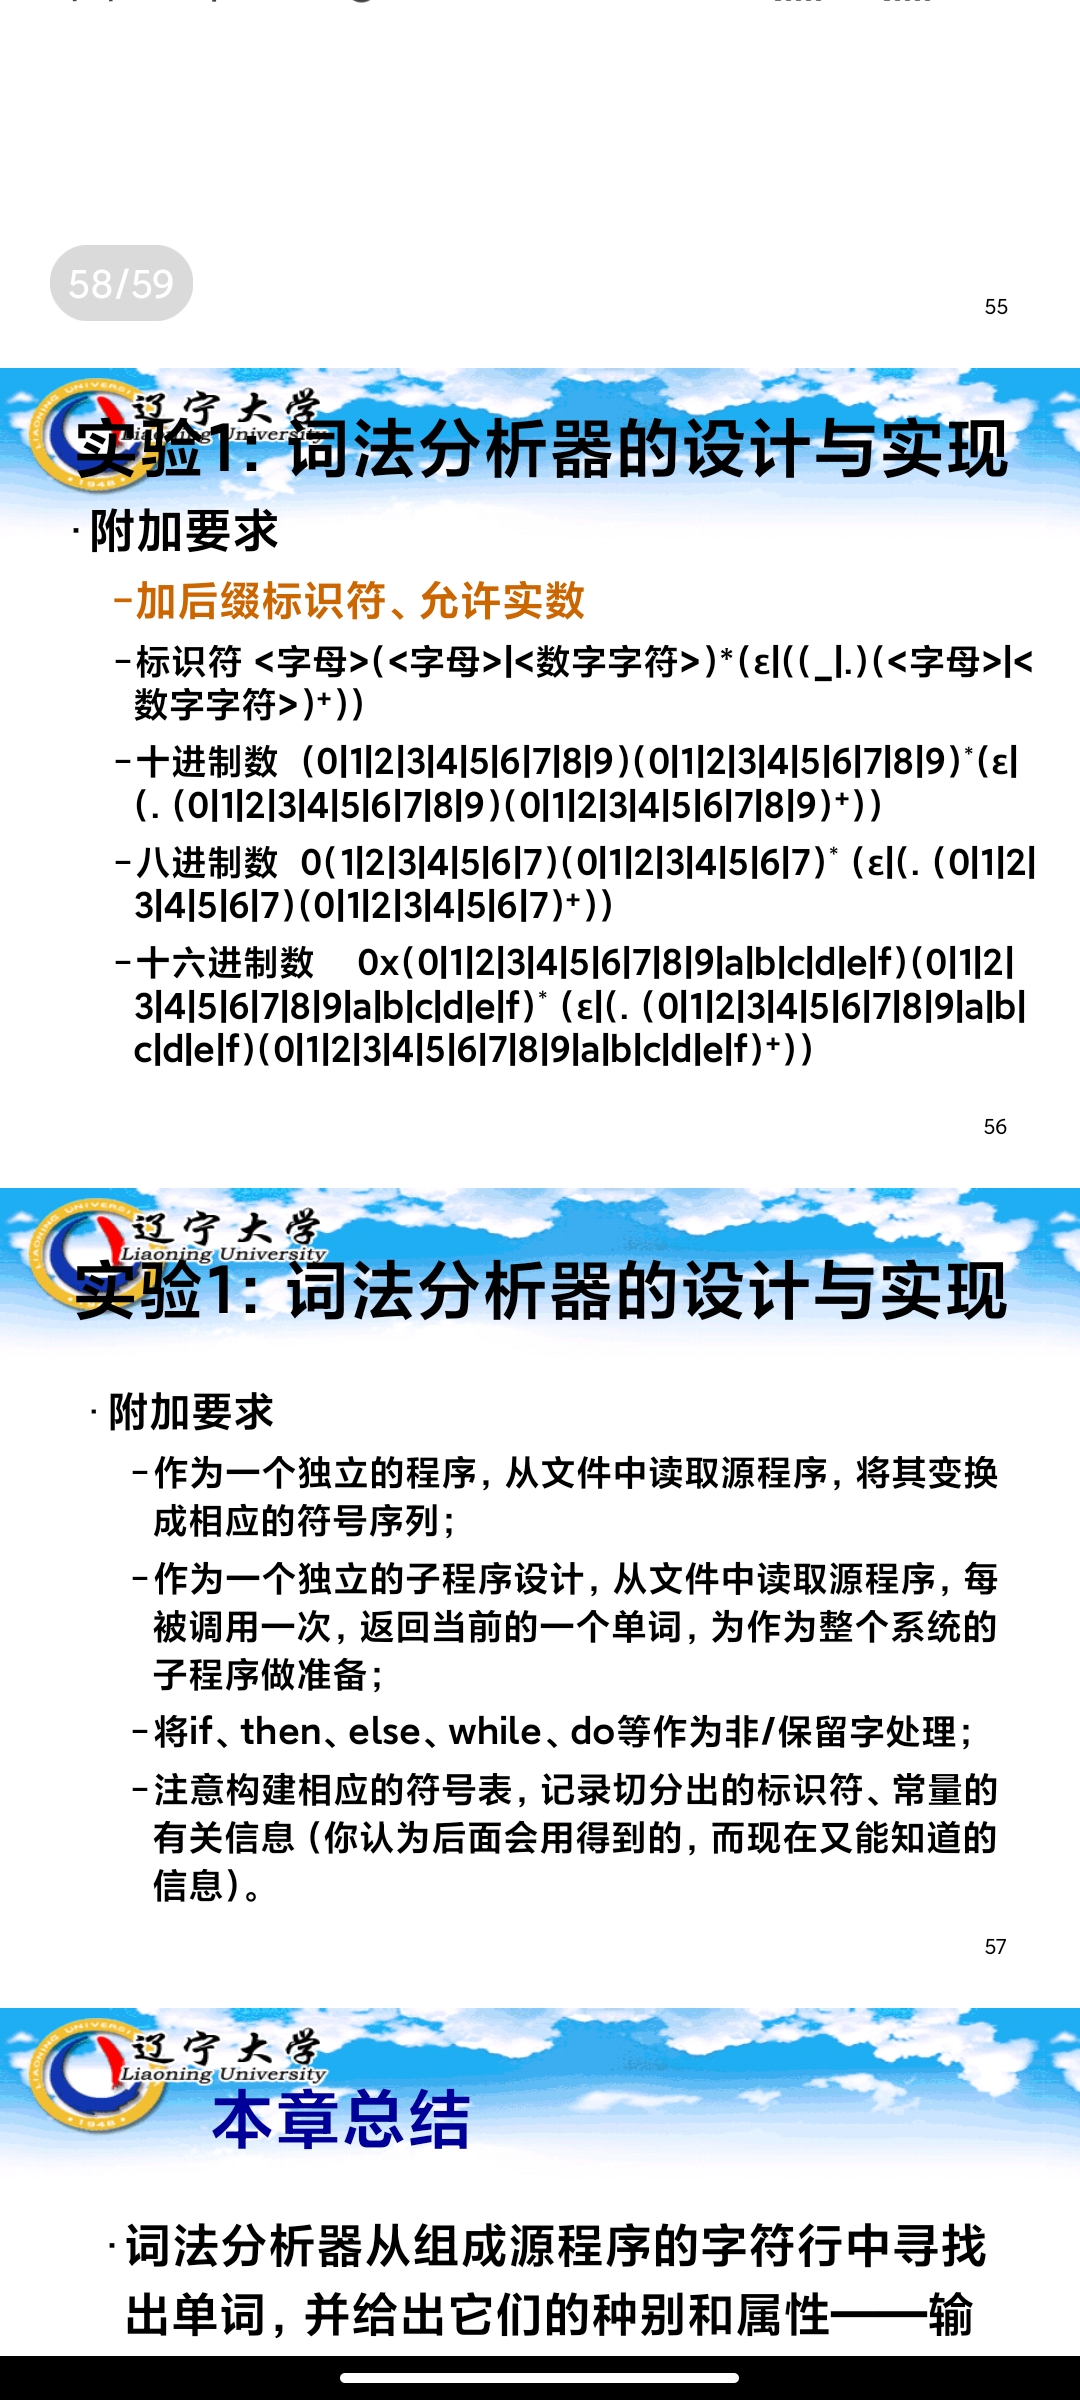 58/59
55
辽宁大学
Liaoning University
实验1：词法分析器的设计与实现
·附加要求
–加后缀标识符、允许实数
–标识符 <字母>(<字母>|<数字字符>)*(ε|((_|.)(<字母>|<
数字字符>)⁺))
–十进制数 (0|1|2|3|4|5|6|7|8|9)(0|1|2|3|4|5|6|7|8|9)*(ε|
(. (0|1|2|3|4|5|6|7|8|9)(0|1|2|3|4|5|6|7|8|9)⁺))
–八进制数 0(1|2|3|4|5|6|7)(0|1|2|3|4|5|6|7)* (ε|(. (0|1|2|
3|4|5|6|7)(0|1|2|3|4|5|6|7)⁺))
–十六进制数 0x(0|1|2|3|4|5|6|7|8|9|a|b|c|d|e|f)(0|1|2|
3|4|5|6|7|8|9|a|b|c|d|e|f)* (ε|(. (0|1|2|3|4|5|6|7|8|9|a|b|
c|d|e|f)(0|1|2|3|4|5|6|7|8|9|a|b|c|d|e|f)⁺))
56
辽宁大学
Liaoning University
实验1：词法分析器的设计与实现
·附加要求
–作为一个独立的程序，从文件中读取源程序，将其变换
成相应的符号序列；
–作为一个独立的子程序设计，从文件中读取源程序，每
被调用一次，返回当前的一个单词，为作为整个系统的
子程序做准备；
–将if、then、else、while、do等作为非/保留字处理；
–注意构建相应的符号表，记录切分出的标识符、常量的
有关信息（你认为后面会用得到的，而现在又能知道的
信息）。
57
辽宁大学
Liaoning University
本章总结
·词法分析器从组成源程序的字符行中寻找
出单词，并给出它们的种别和属性——输